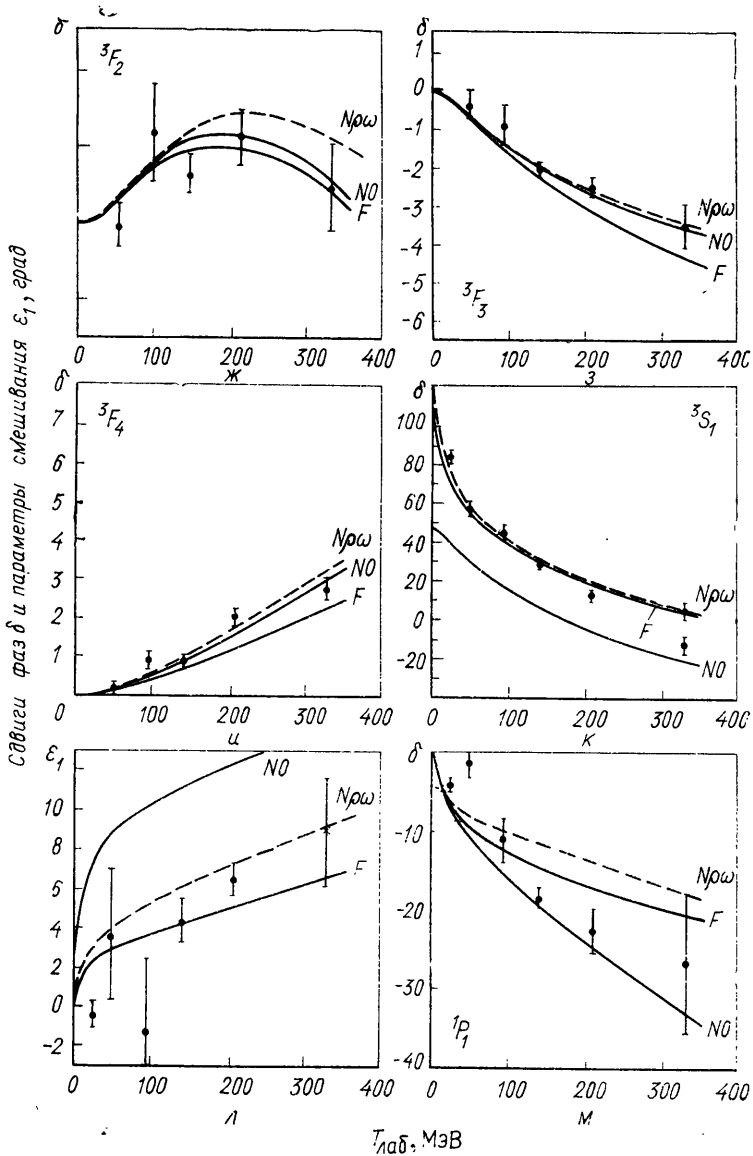 δ
³F₂
Nρω
NO
F
0 100 200 300 400
ж
δ
1
0
-1
-2
-3
-4
-5
-6
³F₃
Nρω
NO
F
0 100 200 300 400
з
Сдвиги фаз δ и параметры смешивания ε₁, град
δ
7
6
5
4
3
2
1
0
³F₄
Nρω
NO
F
100 200 300 400
и
δ
100
80
60
40
20
0
-20
³S₁
Nρω
F
NO
0 100 200 300 400
к
ε₁
10
8
6
4
2
0
-2
NO
Nρω
F
0 100 200 300 400
л
δ
-10
-20
-30
-40
¹P₁
Nρω
F
NO
0 100 200 300 400
м
Tлаб, МэВ